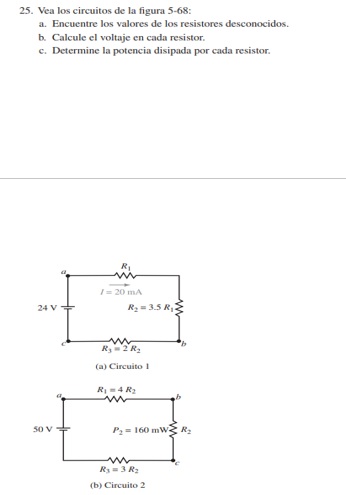 25. Vea los circuitos de la figura 5-68:
a. Encuentre los valores de los resistores desconocidos.
b. Calcule el voltaje en cada resistor.
c. Determine la potencia disipada por cada resistor.
R₁
a
I = 20 mA
24 V
R₂ = 3.5 R₁
c
b
R₃ = 2 R₂
(a) Circuito 1
R₁ = 4 R₂
a
b
50 V
P₂ = 160 mW
R₂
R₃ = 3 R₂
c
(b) Circuito 2